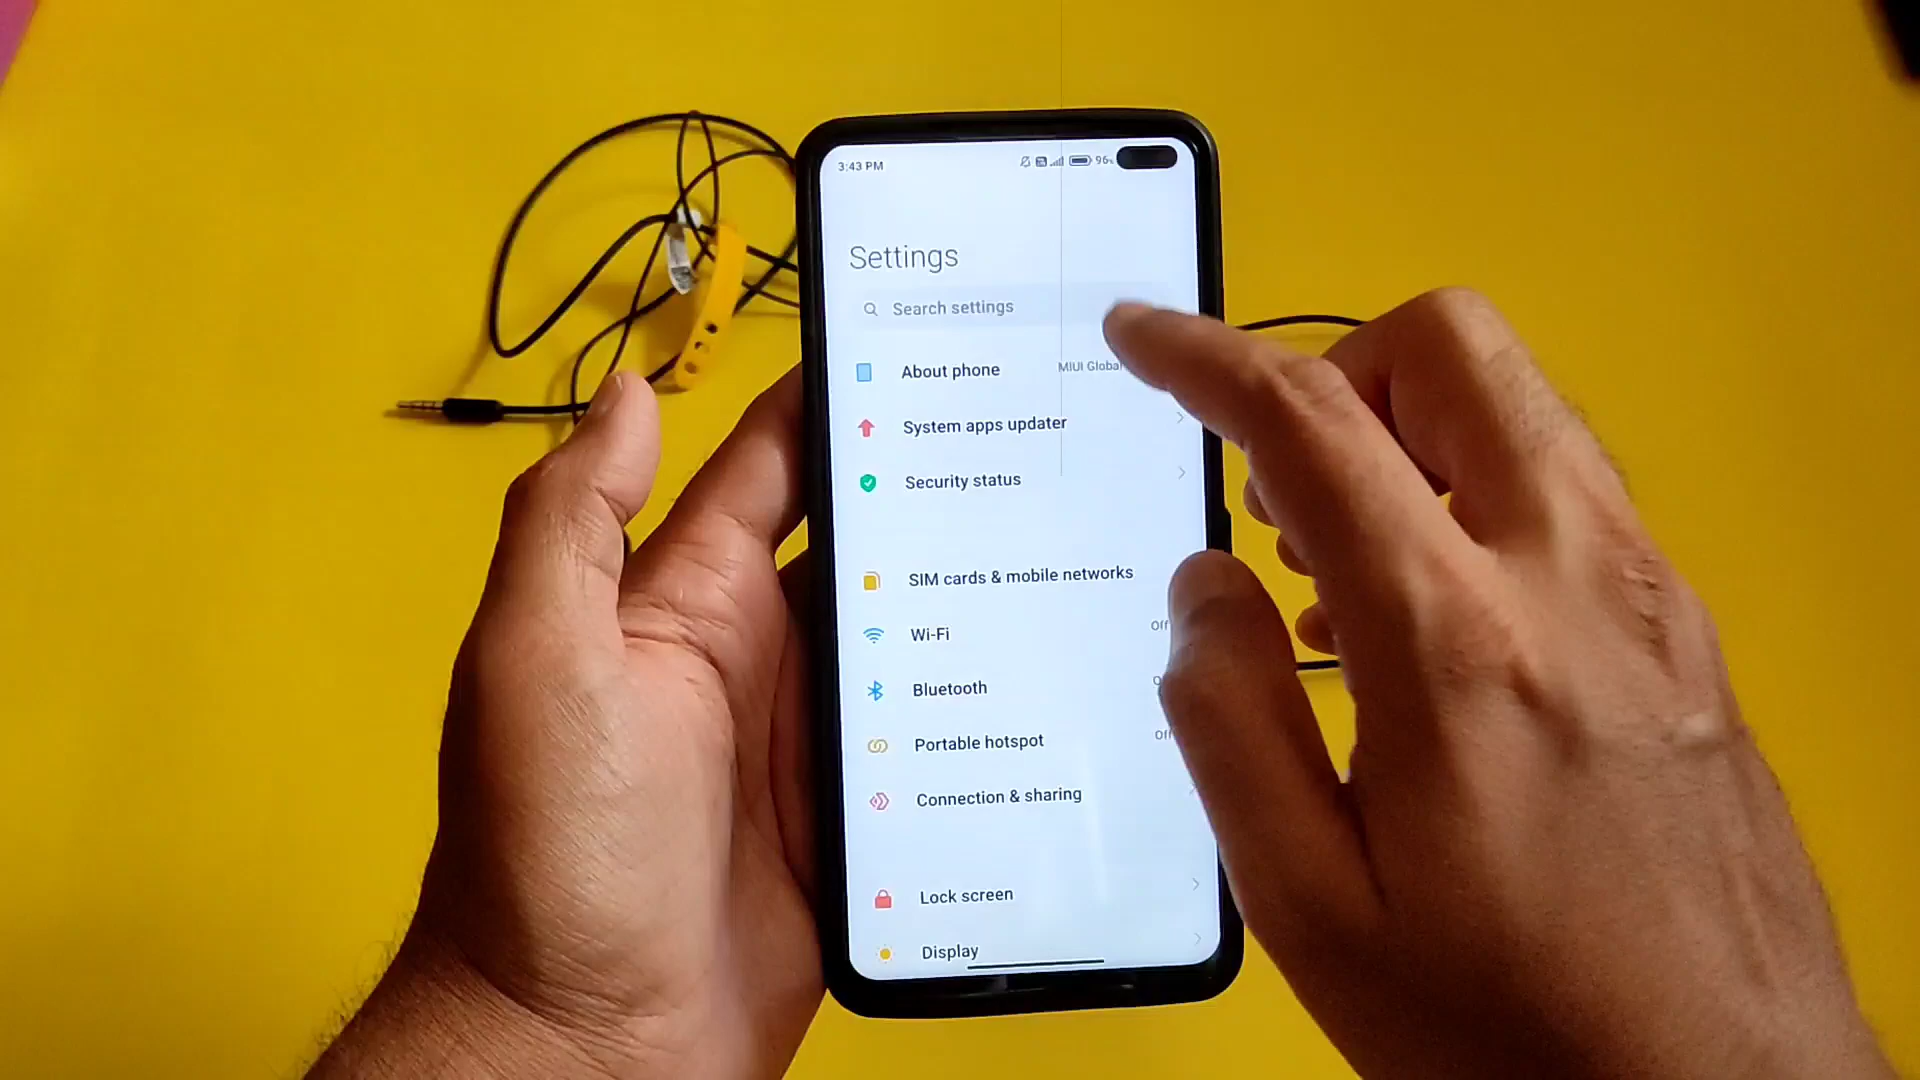 3:43 PM
96%
Settings
Search settings
About phone
MIUI Global
System apps updater
Security status
SIM cards & mobile networks
Wi-Fi
Off
Bluetooth
Portable hotspot
Off
Connection & sharing
Lock screen
Display